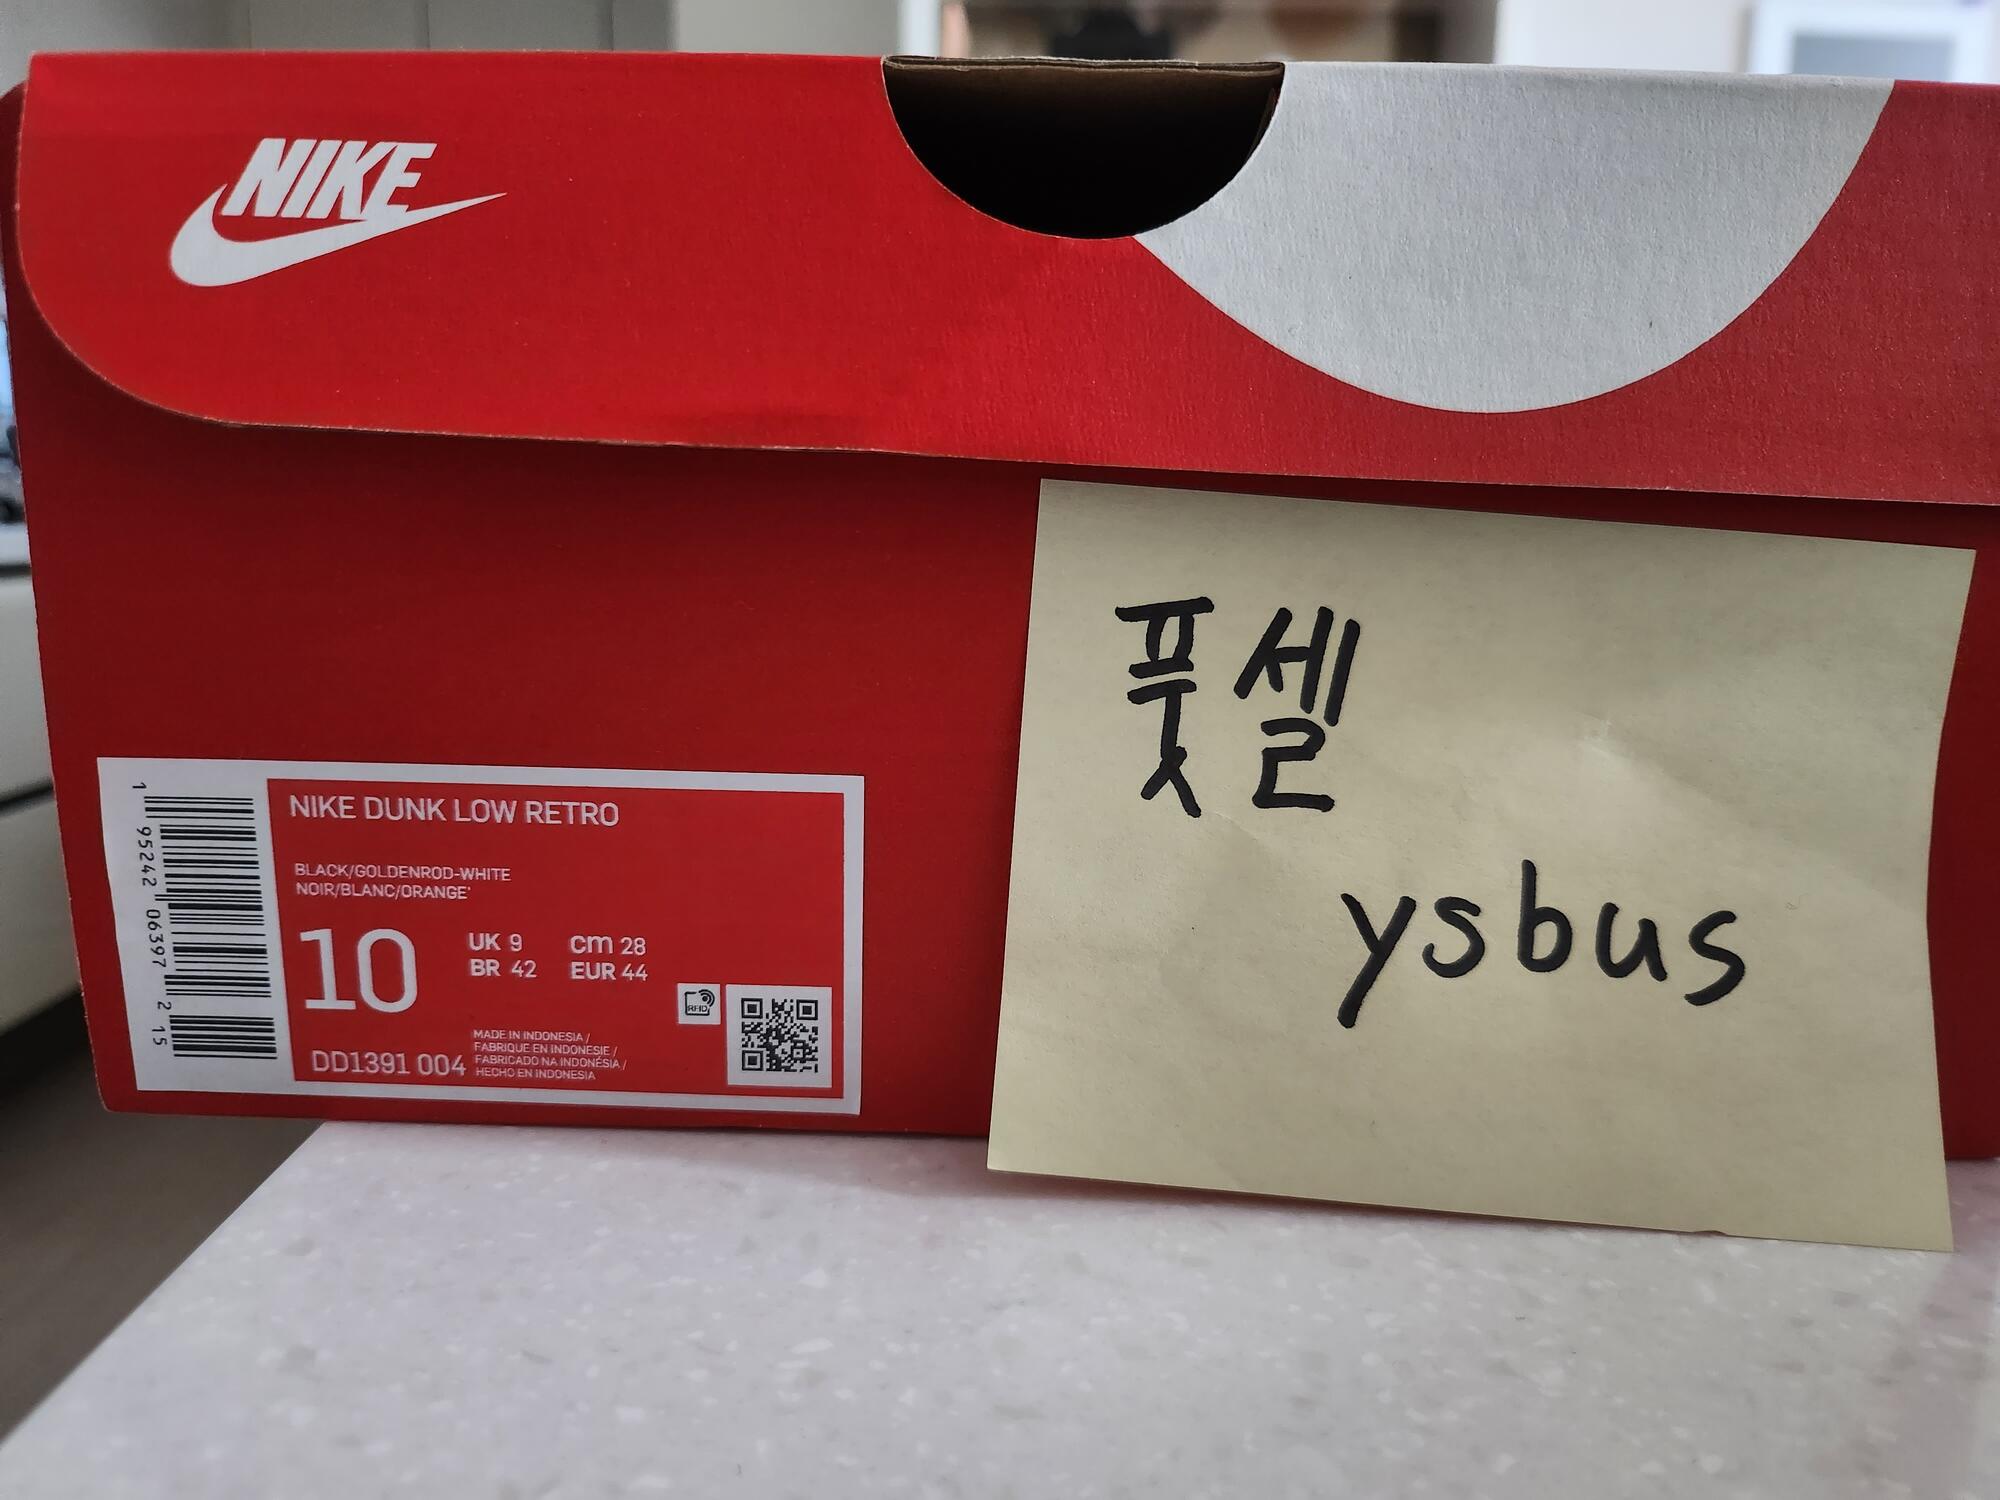 NIKE
NIKE DUNK LOW RETRO
BLACK/GOLDENROD-WHITE
NOIR/BLANC/ORANGE'
10
UK 9 cm 28
BR 42 EUR 44
RFID
DD1391 004
MADE IN INDONESIA /
FABRIQUE EN INDONESIE /
FABRICADO NA INDONÉSIA /
HECHO EN INDONESIA
1 95242 06397 2 15
풋셀
ysbus